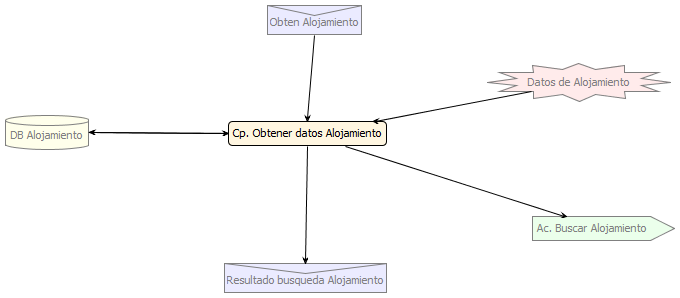 Obten Alojamiento
Datos de Alojamiento
DB Alojamiento
Cp. Obtener datos Alojamiento
Ac. Buscar Alojamiento
Resultado busqueda Alojamiento